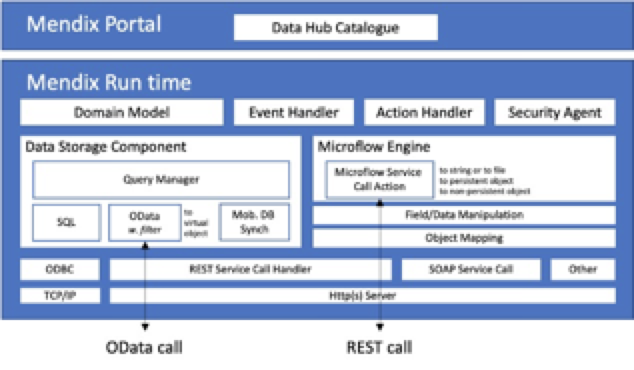 Mendix Portal
Data Hub Catalogue
Mendix Run time
Domain Model
Event Handler
Action Handler
Security Agent
Data Storage Component
Query Manager
SQL
OData
w. filter
to
virtual
object
Mob. DB
Synch
Microflow Engine
Microflow Service
Call Action
to string or to file
to persistent object
to non-persistent object
Field/Data Manipulation
Object Mapping
ODBC
REST Service Call Handler
SOAP Service Call
Other
TCP/IP
Http(s) Server
OData call
REST call